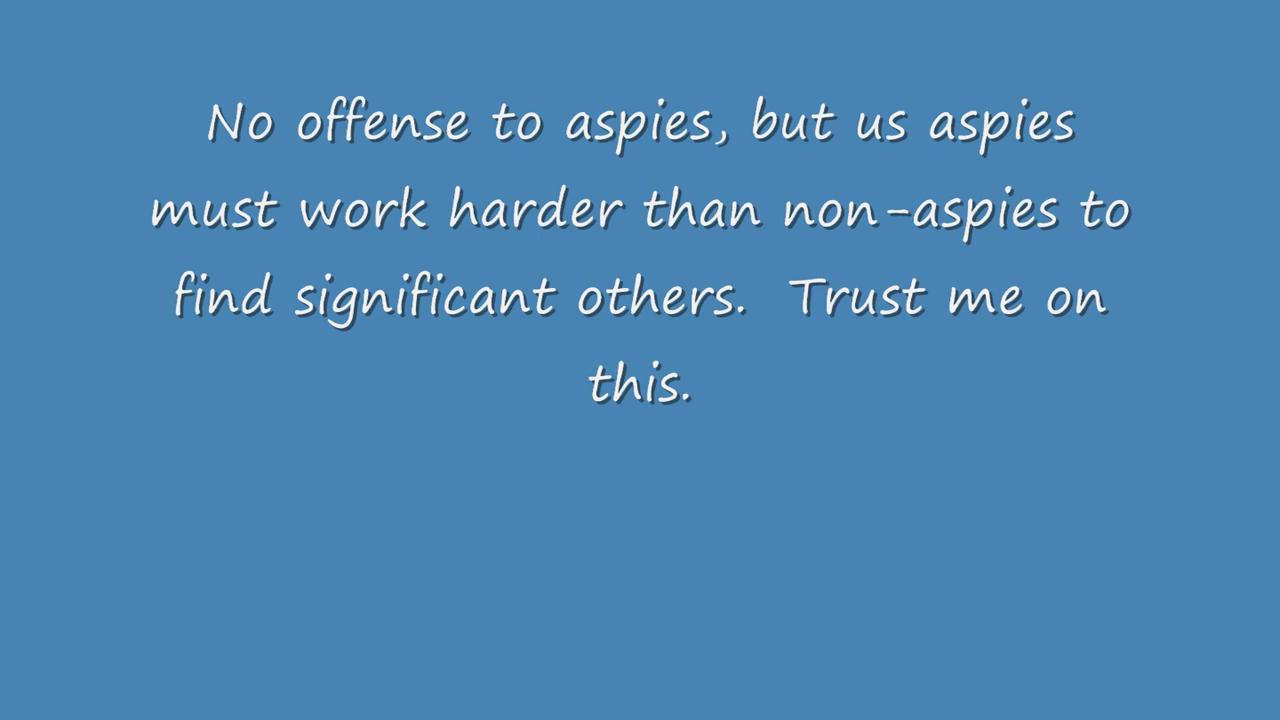 No offense to aspies, but us aspies
must work harder than non-aspies to
find significant others.  Trust me on
this.